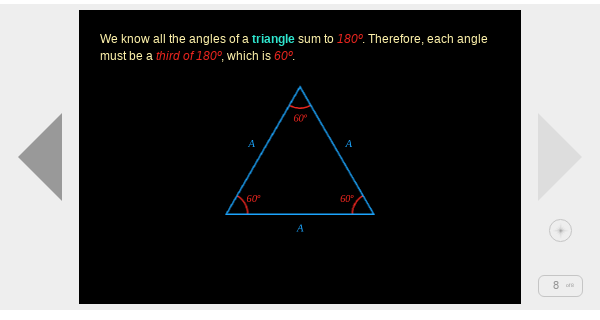 We know all the angles of a triangle sum to 180º. Therefore, each angle
must be a third of 180º, which is 60º.
60º
A
A
60º
60º
A
8